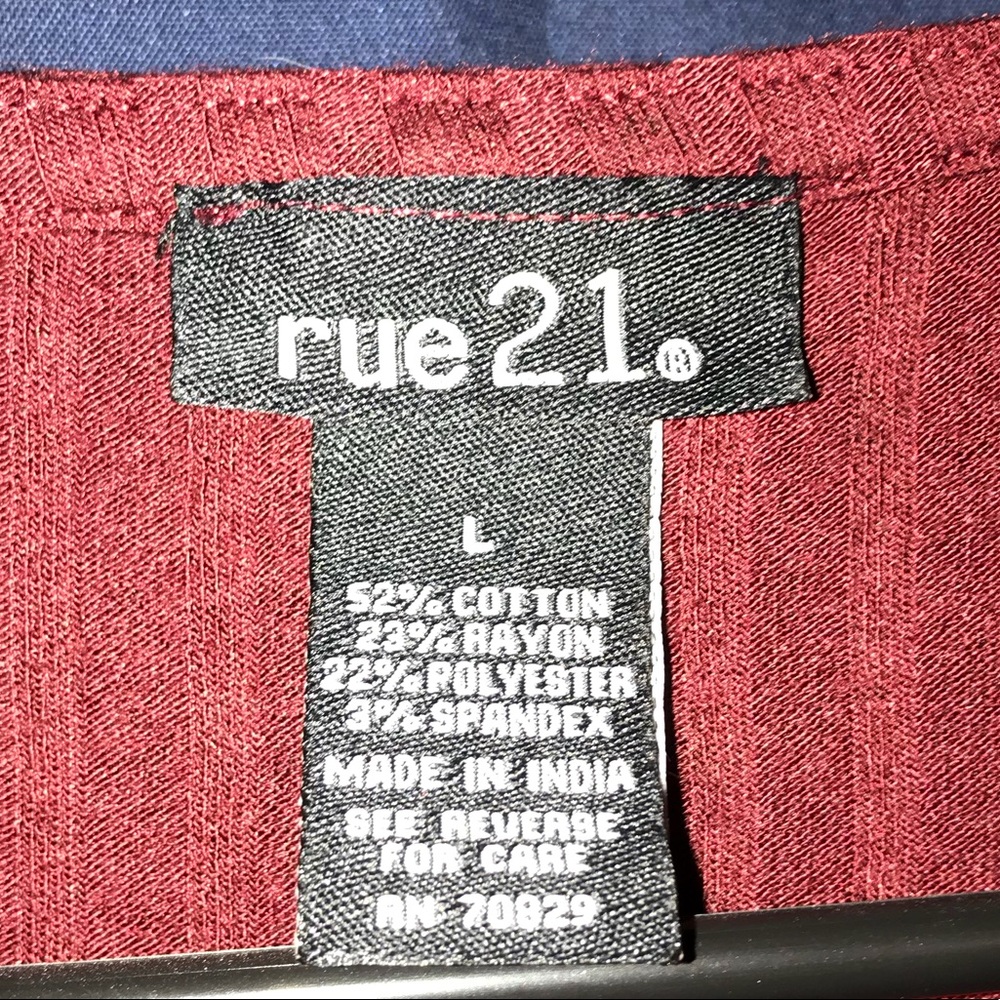 rue21®
L
52% COTTON
23% RAYON
22% POLYESTER
3% SPANDEX
MADE IN INDIA
SEE REVERSE
FOR CARE
RN 70829